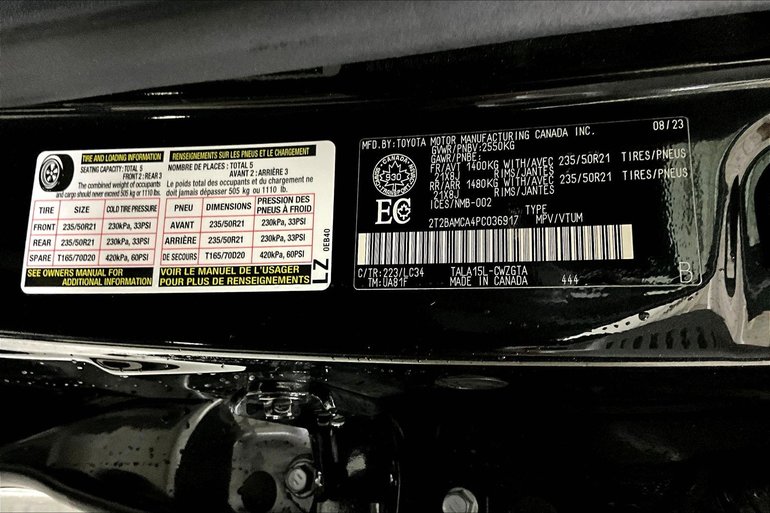 TIRE AND LOADING INFORMATION
RENSEIGNEMENTS SUR LES PNEUS ET LE CHARGEMENT
SEATING CAPACITY: TOTAL 5
FRONT 2: REAR 3
The combined weight of occupants
and cargo should never exceed 505 kg or 1110 lb.
NOMBRE DE PLACES: TOTAL 5
AVANT 2: ARRIÈRE 3
Le poids total des occupants et du chargement ne
doit jamais dépasser 505 kg ou 1110 lb.
TIRE SIZE COLD TIRE PRESSURE PNEU DIMENSIONS PRESSION DES PNEUS À FROID
FRONT 235/50R21 230kPa, 33PSI AVANT 235/50R21 230kPa, 33PSI
REAR 235/50R21 230kPa, 33PSI ARRIÈRE 235/50R21 230kPa, 33PSI
SPARE T165/70D20 420kPa, 60PSI DE SECOURS T165/70D20 420kPa, 60PSI
SEE OWNERS MANUAL FOR
ADDITIONAL INFORMATION
VOIR LE MANUEL DE L'USAGER
POUR PLUS DE RENSEIGNEMENTS
LZ 0EB40
MFD.BY:TOYOTA MOTOR MANUFACTURING CANADA INC. 08/23
GVWR/PNBV:2550KG
GAWR/PNBE:
FR/AVT 1400KG WITH/AVEC 235/50R21 TIRES/PNEUS
21X8J RIMS/JANTES
RR/ARR 1480KG WITH/AVEC 235/50R21 TIRES/PNEUS
21X8J RIMS/JANTES
ICES/NMB-002
CANADA
930
EC
TYPE
2T2BAMCA4PC036917 MPV/VTUM
C/TR:223/LC34 TALA15L-CWZGTA
TM:UA81F MADE IN CANADA 444
B